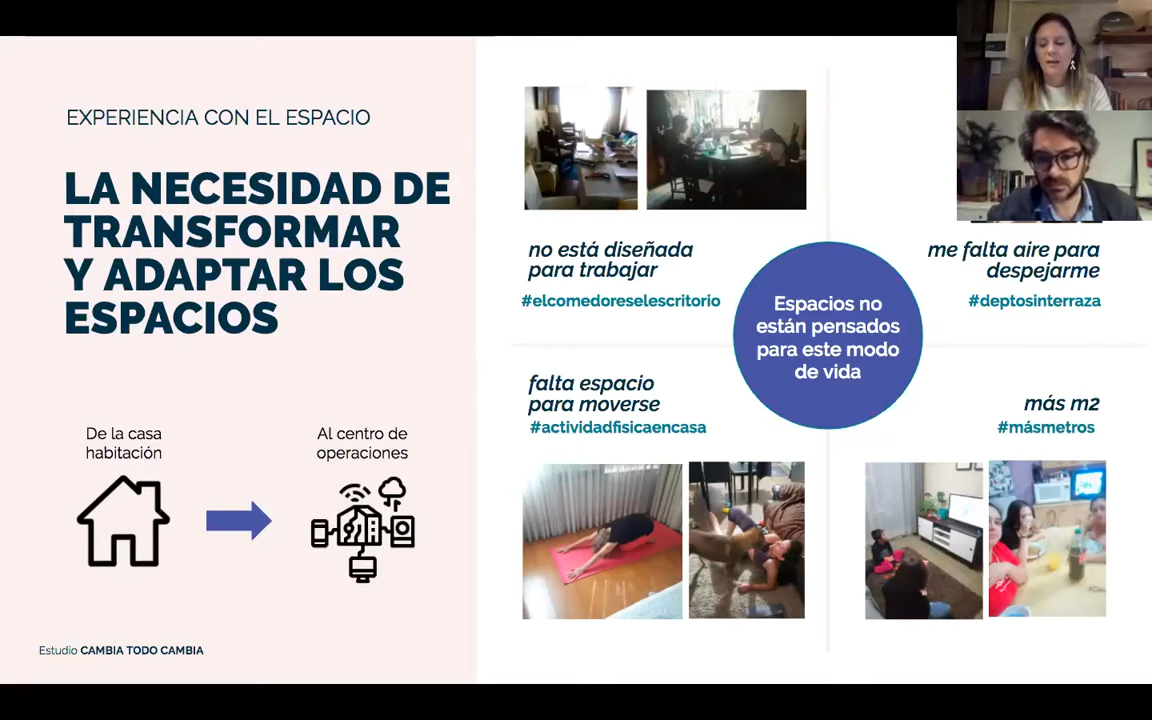 EXPERIENCIA CON EL ESPACIO
LA NECESIDAD DE
TRANSFORMAR
Y ADAPTAR LOS
ESPACIOS
De la casa
habitación
Al centro de
operaciones
Estudio CAMBIA TODO CAMBIA
no está diseñada
para trabajar
#elcomedoreselescritorio
me falta aire para
despejarme
#deptosinterraza
Espacios no
están pensados
para este modo
de vida
falta espacio
para moverse
#actividadfisicaencasa
más m2
#másmetros